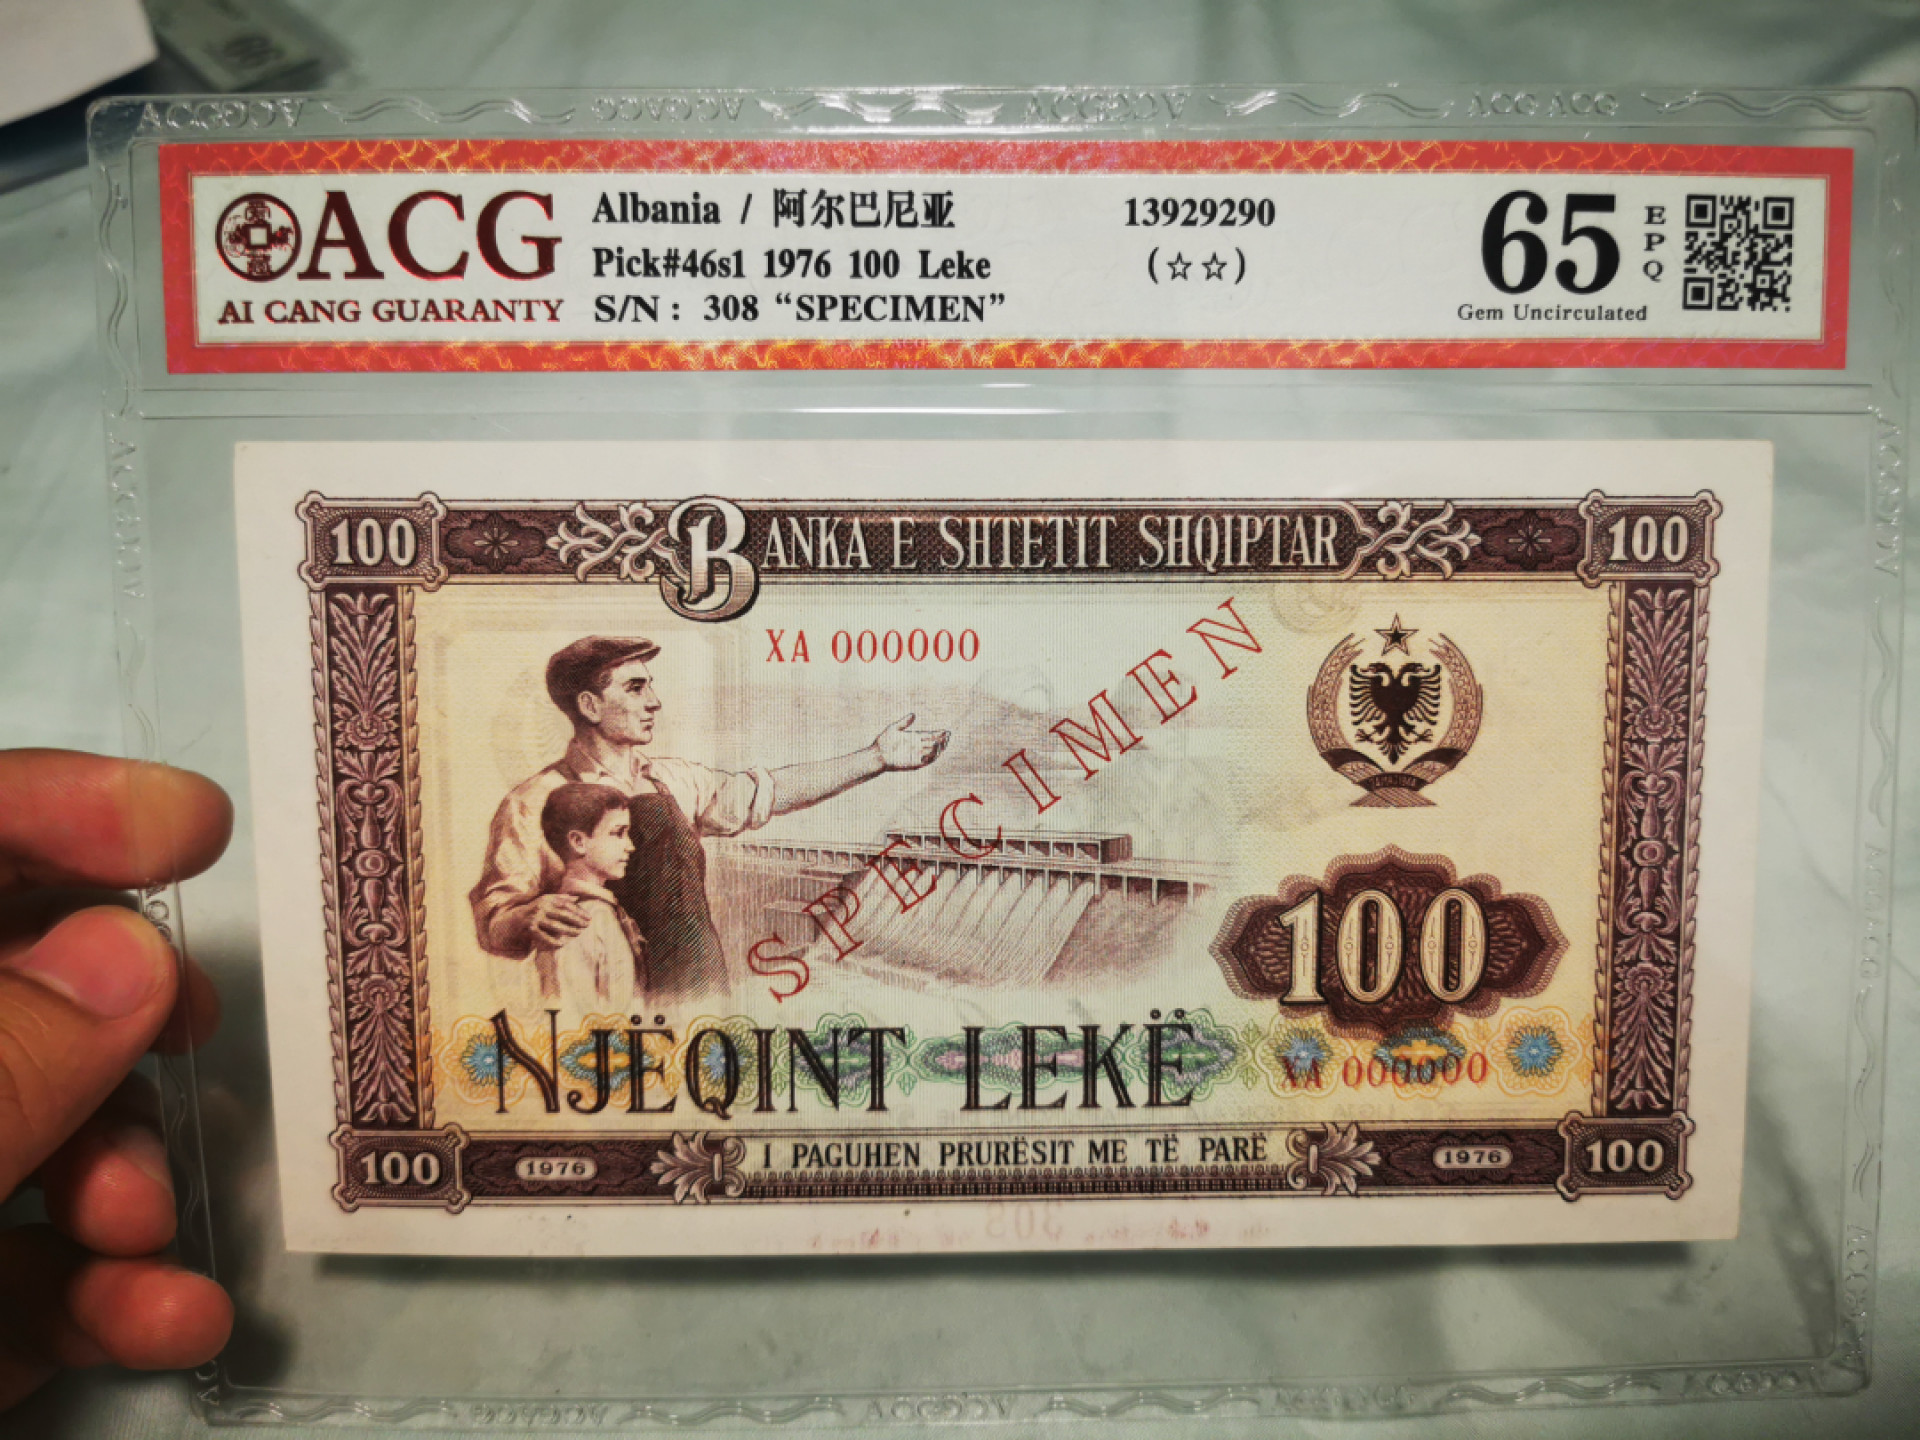 ACG
AI CANG GUARANTY
Albania / 阿尔巴尼亚
Pick#46s1 1976 100 Leke
S/N : 308 “SPECIMEN”
13929290
(☆☆)
65
EPQ
Gem Uncirculated
100
BANKA E SHTETIT SHQIPTAR
100
XA 000000
SPECIMEN
100
NJËQINT LEKË
XA 000000
100
1976
I PAGUHEN PRURËSIT ME TË PARË
1976
100
308